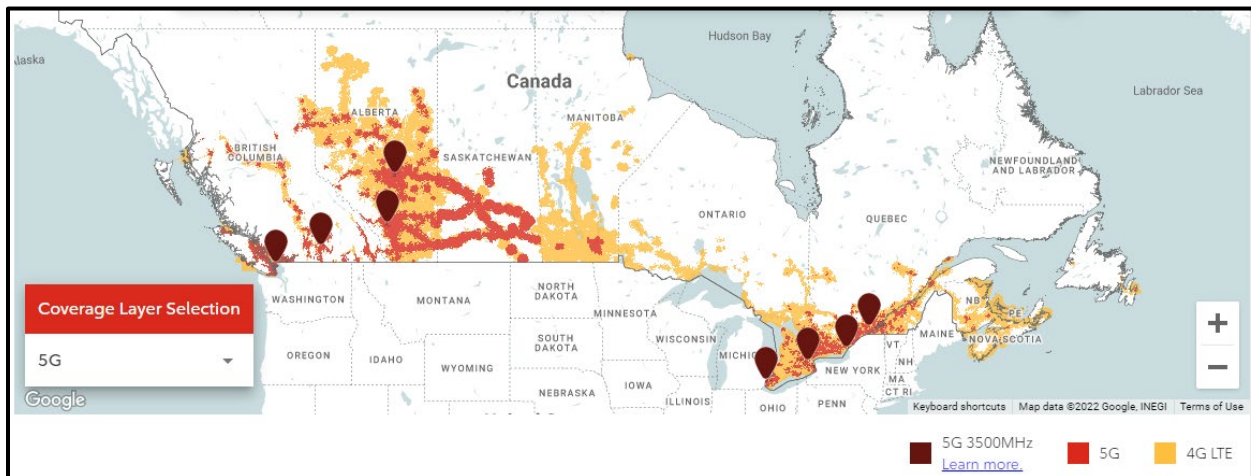 Hudson Bay
Alaska
Canada
Labrador Sea
ALBERTA
MANITOBA
BRITISH
COLUMBIA
SASKATCHEWAN
NEWFOUNDLAND
AND LABRADOR
ONTARIO
QUEBEC
Coverage Layer Selection
5G
WASHINGTON
MONTANA
NORTH
DAKOTA
MINNESOTA
NB
PE
NOVA SCOTIA
MAINE
OREGON
IDAHO
SOUTH
DAKOTA
WISCONSIN
VT
NH
WYOMING
NEW YORK
MA
CT RI
IOWA
NEBRASKA
ILLINOIS
OHIO
PENN
+
−
Google
Keyboard shortcuts
Map data ©2022 Google, INEGI
Terms of Use
5G 3500MHz
Learn more.
5G
4G LTE